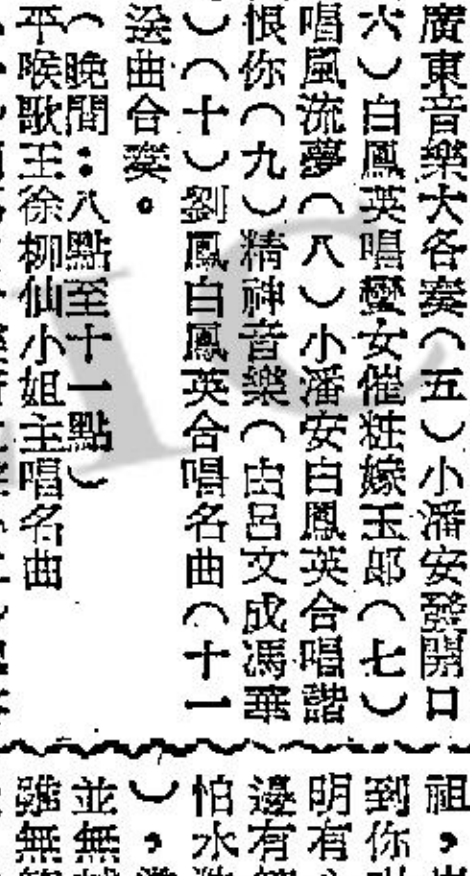 廣東音樂大各奏(五)小潘安發開口
六)白鳳英唱蠻女催粧嫁玉郎(七)
唱風流夢(八)小潘安白鳳英合唱諧
恨你(九)精神音樂(由呂文成馮華
)(十)劉鳳白鳳英合唱名曲(十一
送曲合奏。
(晚間:八點至十一點)
平喉歌王徐柳仙小姐主唱名曲
祖,
到你
明有
邊有
怕水
),
並無
雖無